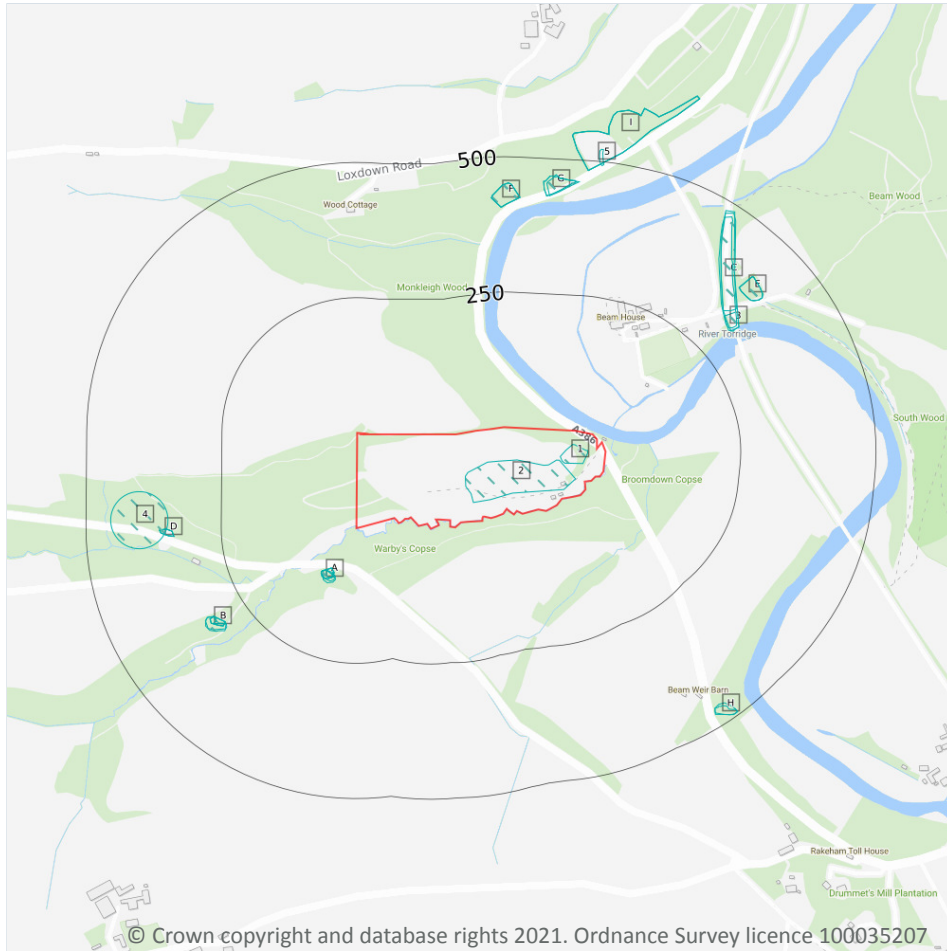 I
5
Loxdown Road
500
G
F
Beam Wood
Wood Cottage
C
E
Monkleigh Wood
250
Beam House
3
River Torridge
South Wood
A386
1
2
Broomdown Copse
4
D
Warby's Copse
A
B
Beam Weir Barn
H
Rakeham Toll House
Drummet's Mill Plantation
© Crown copyright and database rights 2021. Ordnance Survey licence 100035207